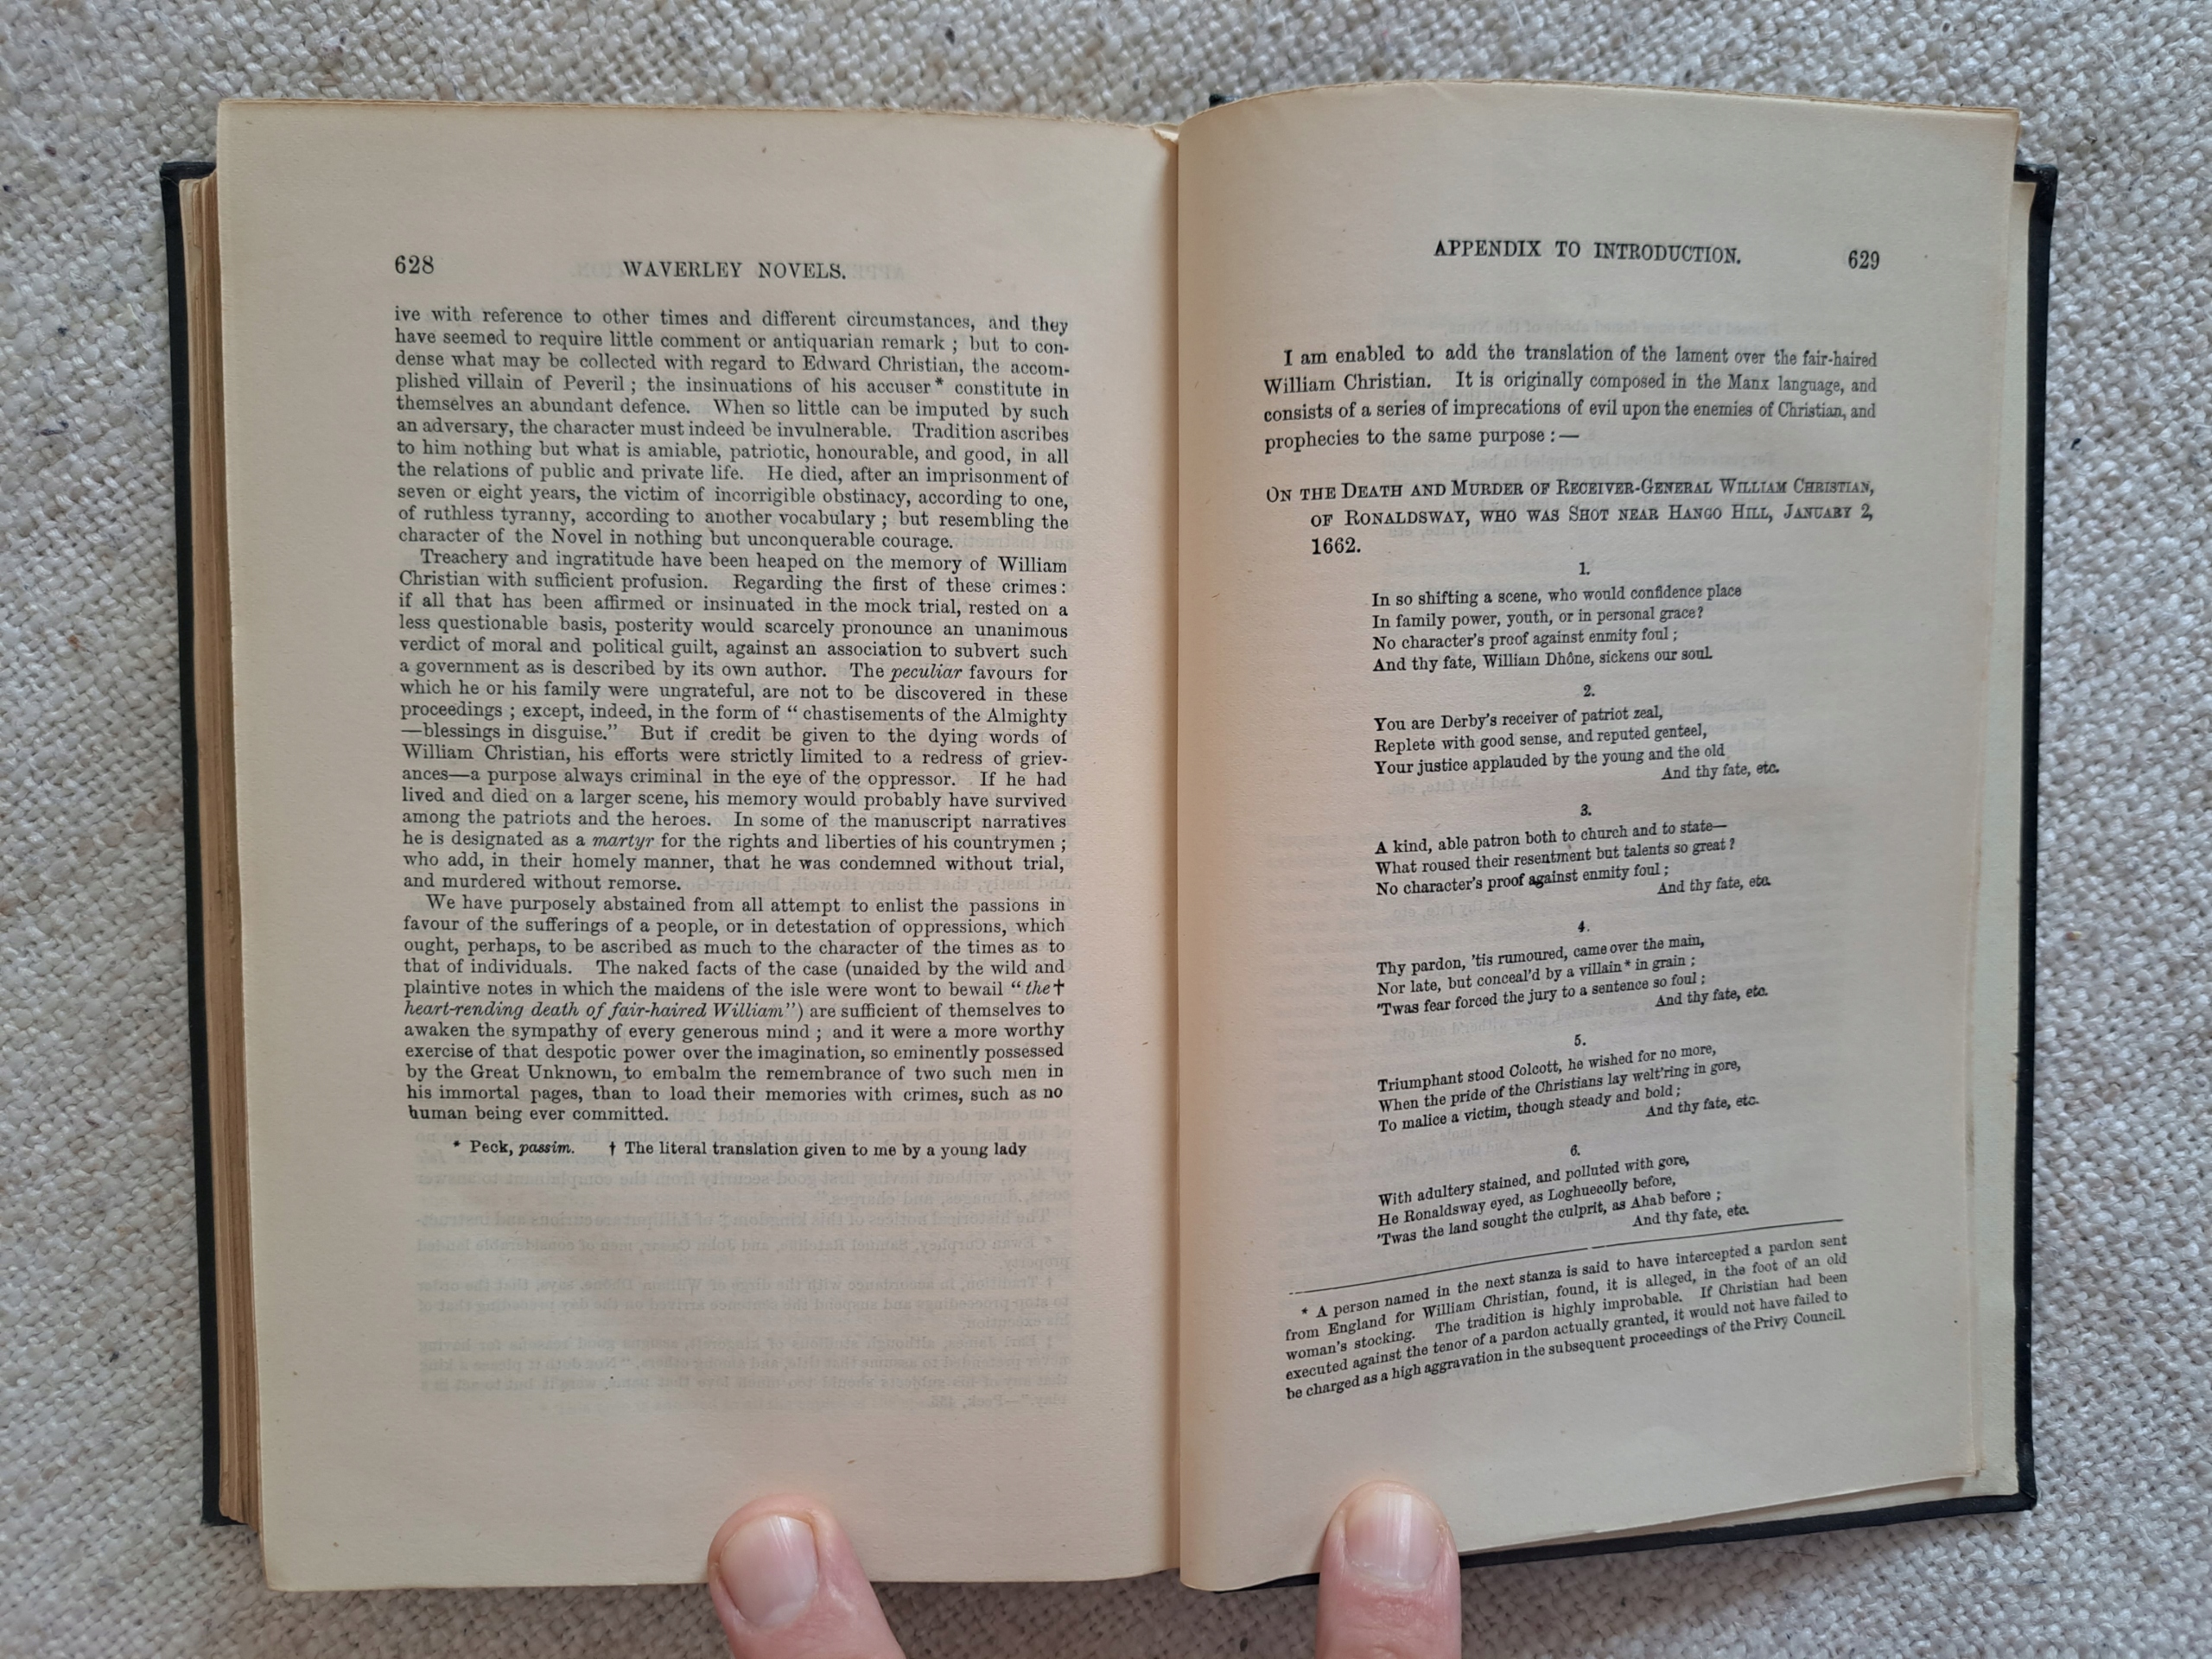 628
WAVERLEY NOVELS.
ive with reference to other times and different circumstances, and they
have seemed to require little comment or antiquarian remark ; but to con-
dense what may be collected with regard to Edward Christian, the accom-
plished villain of Peveril ; the insinuations of his accuser* constitute in
themselves an abundant defence. When so little can be imputed by such
an adversary, the character must indeed be invulnerable. Tradition ascribes
to him nothing but what is amiable, patriotic, honourable, and good, in all
the relations of public and private life. He died, after an imprisonment of
seven or eight years, the victim of incorrigible obstinacy, according to one,
of ruthless tyranny, according to another vocabulary ; but resembling the
character of the Novel in nothing but unconquerable courage.
Treachery and ingratitude have been heaped on the memory of William
Christian with sufficient profusion. Regarding the first of these crimes :
if all that has been affirmed or insinuated in the mock trial, rested on a
less questionable basis, posterity would scarcely pronounce an unanimous
verdict of moral and political guilt, against an association to subvert such
a government as is described by its own author. The peculiar favours for
which he or his family were ungrateful, are not to be discovered in these
proceedings ; except, indeed, in the form of “ chastisements of the Almighty
—blessings in disguise.” But if credit be given to the dying words of
William Christian, his efforts were strictly limited to a redress of griev-
ances—a purpose always criminal in the eye of the oppressor. If he had
lived and died on a larger scene, his memory would probably have survived
among the patriots and the heroes. In some of the manuscript narratives
he is designated as a martyr for the rights and liberties of his countrymen ;
who add, in their homely manner, that he was condemned without trial,
and murdered without remorse.
We have purposely abstained from all attempt to enlist the passions in
favour of the sufferings of a people, or in detestation of oppressions, which
ought, perhaps, to be ascribed as much to the character of the times as to
that of individuals. The naked facts of the case (unaided by the wild and
plaintive notes in which the maidens of the isle were wont to bewail “ the†
heart-rending death of fair-haired William”) are sufficient of themselves to
awaken the sympathy of every generous mind ; and it were a more worthy
exercise of that despotic power over the imagination, so eminently possessed
by the Great Unknown, to embalm the remembrance of two such men in
his immortal pages, than to load their memories with crimes, such as no
human being ever committed.
* Peck, passim. † The literal translation given to me by a young lady
APPENDIX TO INTRODUCTION.
629
I am enabled to add the translation of the lament over the fair-haired
William Christian. It is originally composed in the Manx language, and
consists of a series of imprecations of evil upon the enemies of Christian, and
prophecies to the same purpose : —
ON THE DEATH AND MURDER OF RECEIVER-GENERAL WILLIAM CHRISTIAN,
OF RONALDSWAY, WHO WAS SHOT NEAR HANGO HILL, JANUARY 2,
1662.
1.
In so shifting a scene, who would confidence place
In family power, youth, or in personal grace?
No character's proof against enmity foul ;
And thy fate, William Dhône, sickens our soul.
2.
You are Derby's receiver of patriot zeal,
Replete with good sense, and reputed genteel,
Your justice applauded by the young and the old
And thy fate, etc.
3.
A kind, able patron both to church and to state—
What roused their resentment but talents so great ?
No character's proof against enmity foul ;
And thy fate, etc.
4.
Thy pardon, 'tis rumoured, came over the main,
Nor late, but conceal'd by a villain* in grain ;
'Twas fear forced the jury to a sentence so foul ;
And thy fate, etc.
5.
Triumphant stood Colcott, he wished for no more,
When the pride of the Christians lay welt'ring in gore,
To malice a victim, though steady and bold ;
And thy fate, etc.
6.
With adultery stained, and polluted with gore,
He Ronaldsway eyed, as Loghuecolly before,
'Twas the land sought the culprit, as Ahab before ;
And thy fate, etc.
* A person named in the next stanza is said to have intercepted a pardon sent
from England for William Christian, found, it is alleged, in the foot of an old
woman's stocking. The tradition is highly improbable. If Christian had been
executed against the tenor of a pardon actually granted, it would not have failed to
be charged as a high aggravation in the subsequent proceedings of the Privy Council.